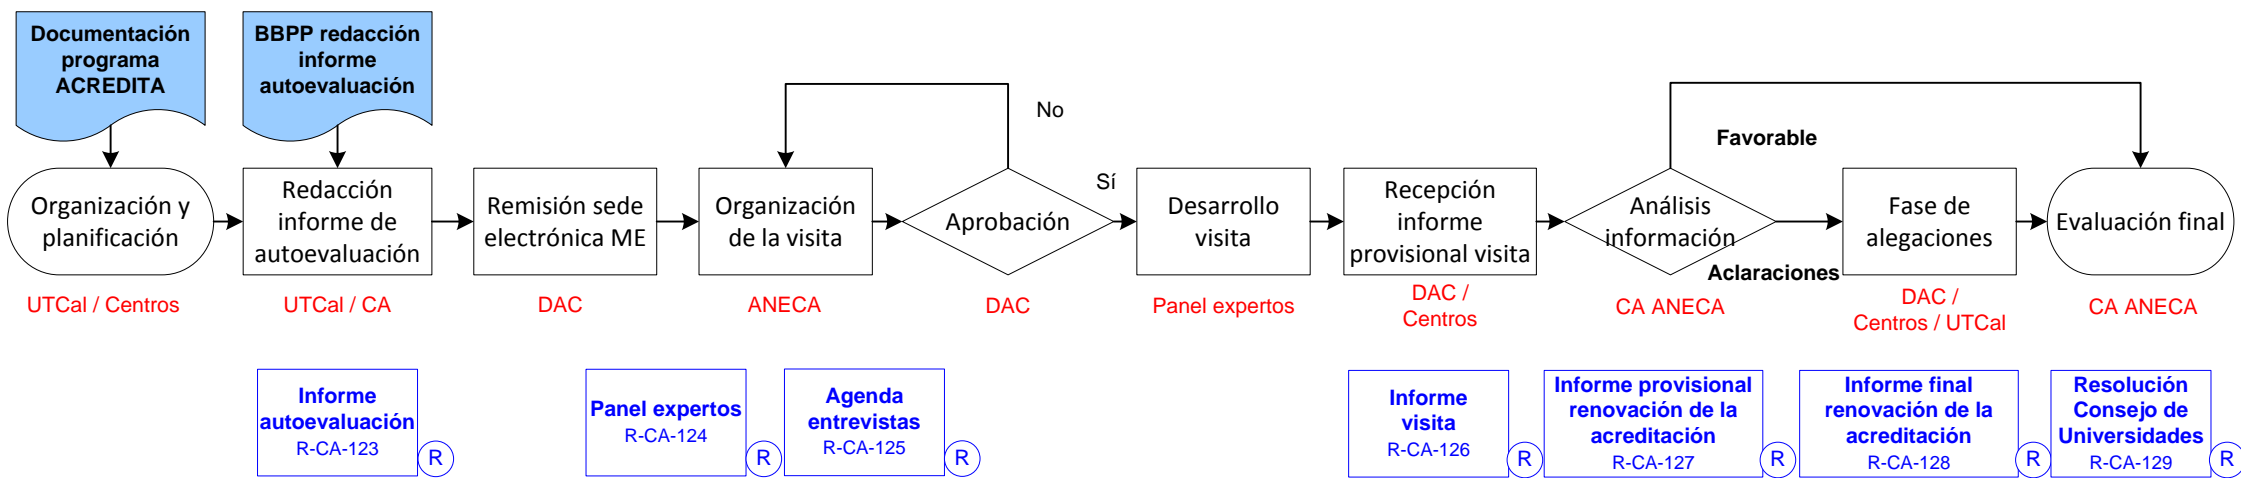 Documentación
programa
ACREDITA
BBPP redacción
informe
autoevaluación
No
Favorable
Organización y
planificación
Redacción
informe de
autoevaluación
Remisión sede
electrónica ME
Organización
de la visita
Aprobación
Sí
Desarrollo
visita
Recepción
informe
provisional visita
Análisis
información
Aclaraciones
Fase de
alegaciones
Evaluación final
UTCal / Centros
UTCal / CA
DAC
ANECA
DAC
Panel expertos
DAC /
Centros
CA ANECA
DAC /
Centros / UTCal
CA ANECA
Informe
autoevaluación
R-CA-123
R
Panel expertos
R-CA-124
R
Agenda
entrevistas
R-CA-125
R
Informe
visita
R-CA-126
R
Informe provisional
renovación de la
acreditación
R-CA-127
R
Informe final
renovación de la
acreditación
R-CA-128
R
Resolución
Consejo de
Universidades
R-CA-129
R